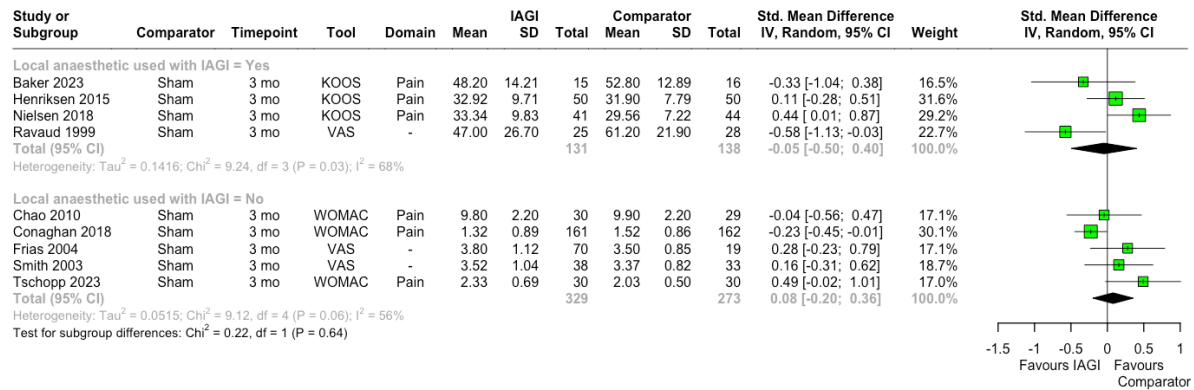 Study or IAGI Comparator Std. Mean Difference Std. Mean Difference
Subgroup Comparator Timepoint Tool Domain Mean SD Total Mean SD Total IV, Random, 95% CI Weight IV, Random, 95% CI
Local anaesthetic used with IAGI = Yes
Baker 2023 Sham 3 mo KOOS Pain 48.20 14.21 15 52.80 12.89 16 -0.33 [-1.04; 0.38] 16.5%
Henriksen 2015 Sham 3 mo KOOS Pain 32.92 9.71 50 31.90 7.79 50 0.11 [-0.28; 0.51] 31.6%
Nielsen 2018 Sham 3 mo KOOS Pain 33.34 9.83 41 29.56 7.22 44 0.44 [ 0.01; 0.87] 29.2%
Ravaud 1999 Sham 3 mo VAS - 47.00 26.70 25 61.20 21.90 28 -0.58 [-1.13; -0.03] 22.7%
Total (95% CI) 131 138 -0.05 [-0.50; 0.40] 100.0%
Heterogeneity: Tau² = 0.1416; Chi² = 9.24, df = 3 (P = 0.03); I² = 68%
Local anaesthetic used with IAGI = No
Chao 2010 Sham 3 mo WOMAC Pain 9.80 2.20 30 9.90 2.20 29 -0.04 [-0.56; 0.47] 17.1%
Conaghan 2018 Sham 3 mo WOMAC Pain 1.32 0.89 161 1.52 0.86 162 -0.23 [-0.45; -0.01] 30.1%
Frias 2004 Sham 3 mo VAS - 3.80 1.12 70 3.50 0.85 19 0.28 [-0.23; 0.79] 17.1%
Smith 2003 Sham 3 mo VAS - 3.52 1.04 38 3.37 0.82 33 0.16 [-0.31; 0.62] 18.7%
Tschopp 2023 Sham 3 mo WOMAC Pain 2.33 0.69 30 2.03 0.50 30 0.49 [-0.02; 1.01] 17.0%
Total (95% CI) 329 273 0.08 [-0.20; 0.36] 100.0%
Heterogeneity: Tau² = 0.0515; Chi² = 9.12, df = 4 (P = 0.06); I² = 56%
Test for subgroup differences: Chi² = 0.22, df = 1 (P = 0.64)
-1.5 -1 -0.5 0 0.5 1
Favours IAGI Favours
Comparator